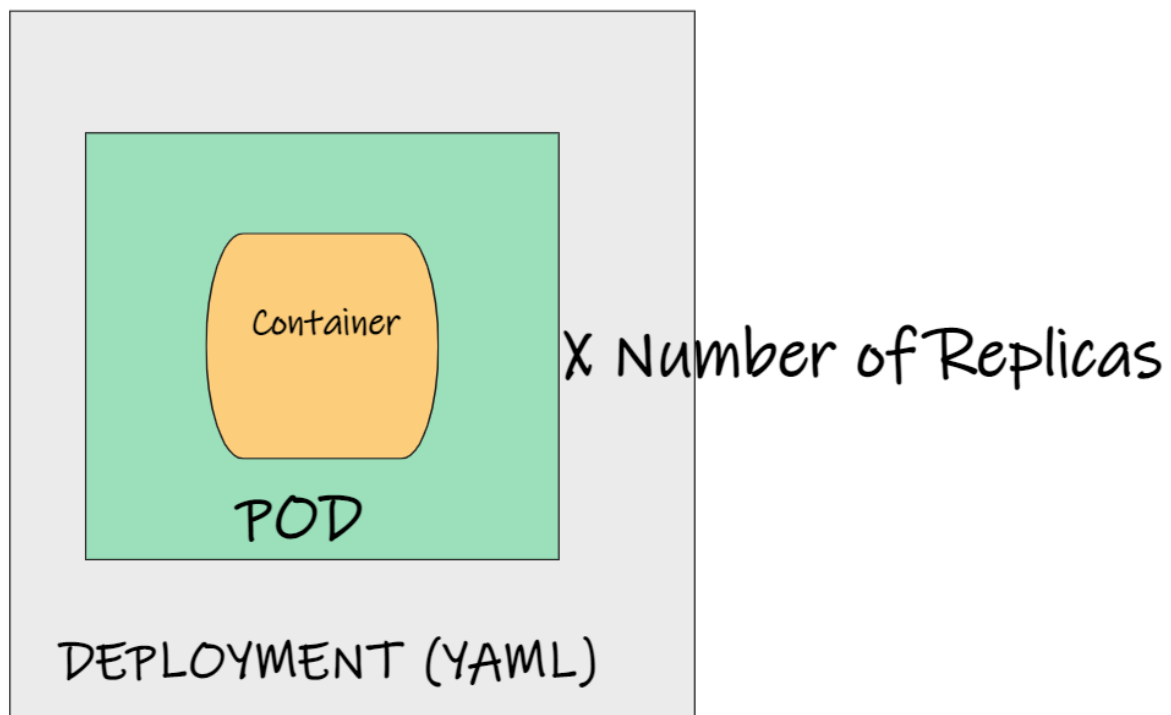 Container
X Number of Replicas
POD
DEPLOYMENT (YAML)